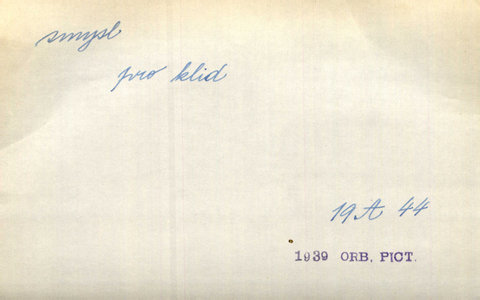 smysl
pro klid
19A 44
1939 ORB. PICT.